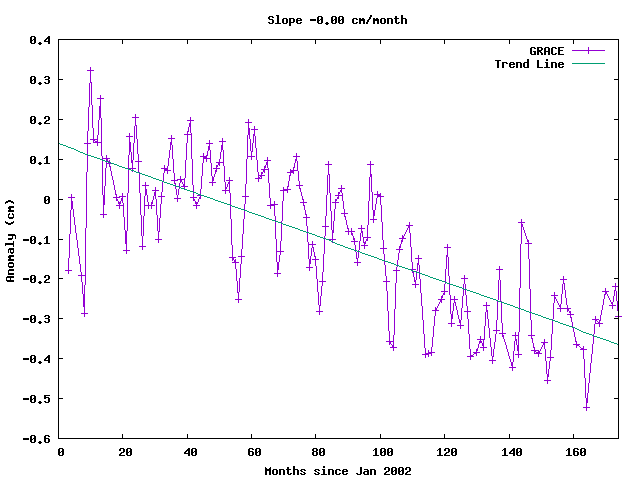 Slope -0.00 cm/month
GRACE
Trend Line
0.4
0.3
0.2
0.1
0
-0.1
-0.2
-0.3
-0.4
-0.5
-0.6
Anomaly (cm)
0 20 40 60 80 100 120 140 160
Months since Jan 2002